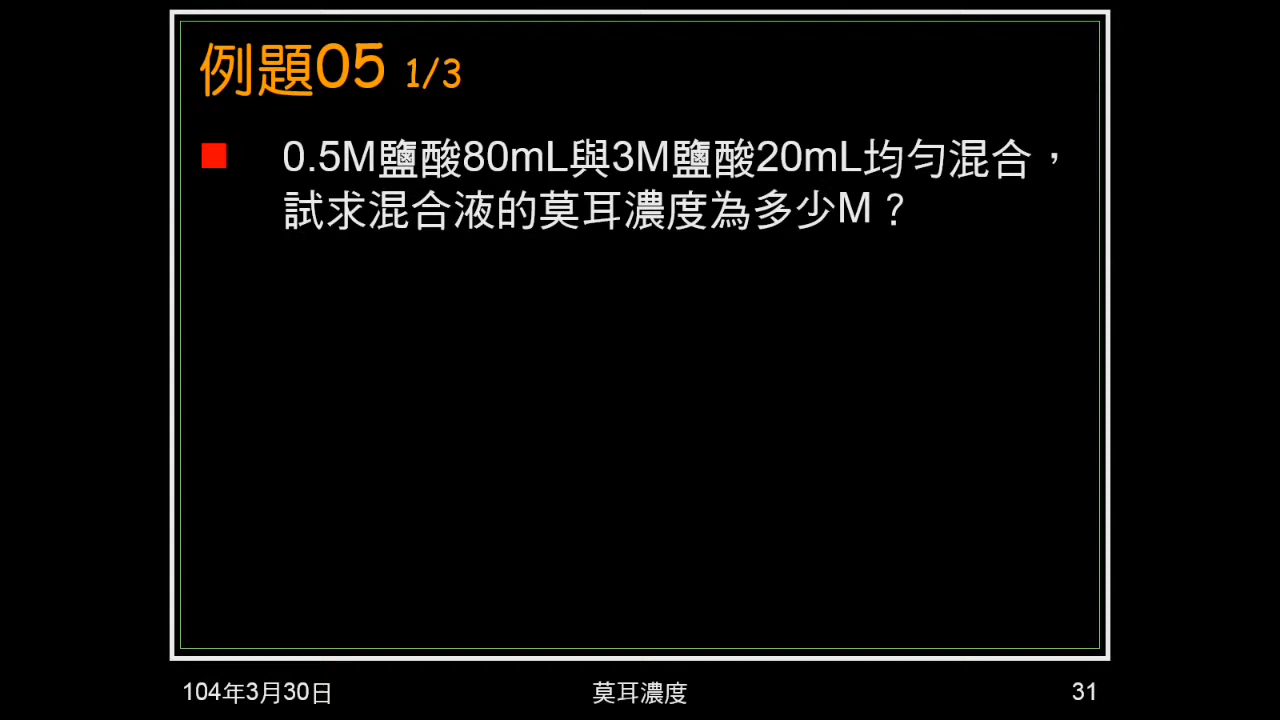 例題05 1/3
0.5M鹽酸80mL與3M鹽酸20mL均勻混合，
試求混合液的莫耳濃度為多少M？
104年3月30日
莫耳濃度
31